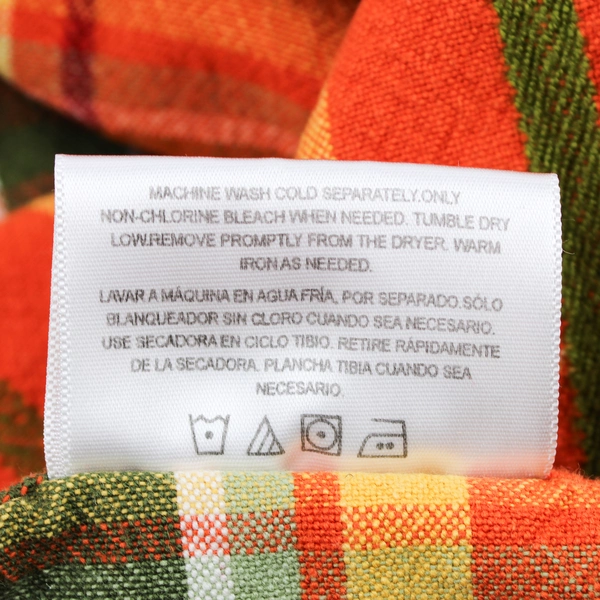 MACHINE WASH COLD SEPARATELY.ONLY
NON-CHLORINE BLEACH WHEN NEEDED. TUMBLE DRY
LOW.REMOVE PROMPTLY FROM THE DRYER. WARM
IRON AS NEEDED.
LAVAR A MÁQUINA EN AGUA FRÍA, POR SEPARADO.SÓLO
BLANQUEADOR SIN CLORO CUANDO SEA NECESARIO.
USE SECADORA EN CICLO TIBIO. RETIRE RÁPIDAMENTE
DE LA SECADORA. PLANCHA TIBIA CUANDO SEA
NECESARIO.